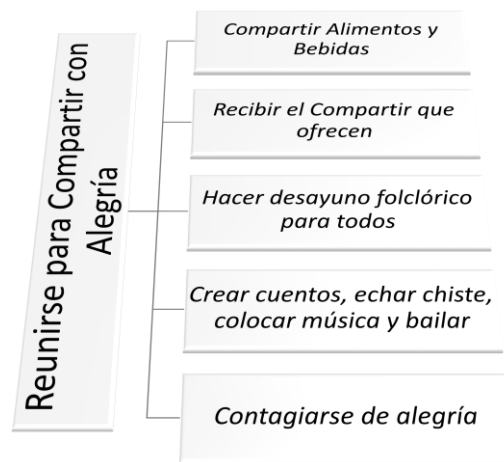 Reunirse para Compartir con
Alegría
Compartir Alimentos y
Bebidas
Recibir el Compartir que
ofrecen
Hacer desayuno folclórico
para todos
Crear cuentos, echar chiste,
colocar música y bailar
Contagiarse de alegría